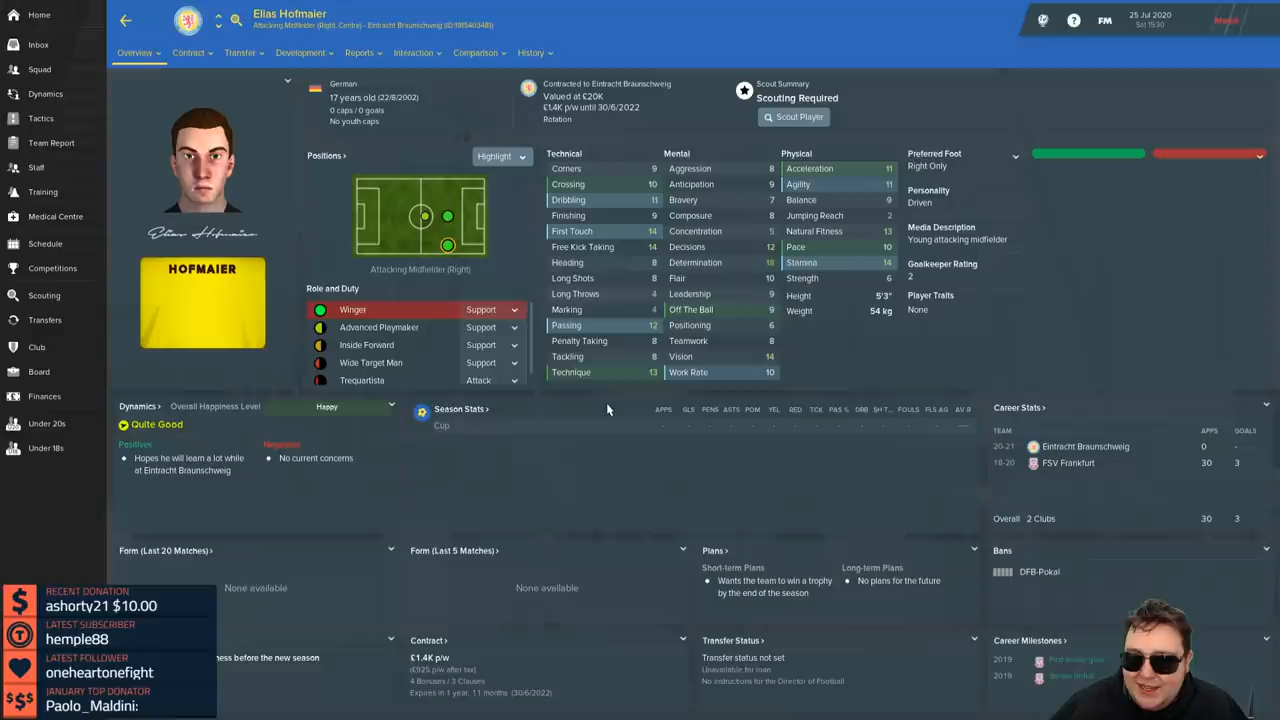 Home
Inbox
Squad
Dynamics
Tactics
Team Report
Staff
Training
Medical Centre
Schedule
Competitions
Scouting
Transfers
Club
Board
Finances
Under 20s
Under 18s
Elias Hofmaier
Attacking Midfielder (Right, Centre) - Eintracht Braunschweig (ID:1915403481)
FM
25 Jul 2020
Sat 15:30
Match
Overview
Contract
Transfer
Development
Reports
Interaction
Comparison
History
German
17 years old (22/8/2002)
0 caps / 0 goals
No youth caps
Contracted to Eintracht Braunschweig
Valued at £20K
£1.4K p/w until 30/6/2022
Rotation
Scout Summary
Scouting Required
Scout Player
HOFMAIER
Positions
Highlight
Attacking Midfielder (Right)
Role and Duty
Winger Support
Advanced Playmaker Support
Inside Forward Support
Wide Target Man Support
Trequartista Attack
Technical
Corners 9
Crossing 10
Dribbling 11
Finishing 9
First Touch 14
Free Kick Taking 14
Heading 8
Long Shots 8
Long Throws 4
Marking 4
Passing 12
Penalty Taking 8
Tackling 8
Technique 13
Mental
Aggression 8
Anticipation 9
Bravery 7
Composure 8
Concentration 5
Decisions 12
Determination 18
Flair 10
Leadership 9
Off The Ball 9
Positioning 6
Teamwork 8
Vision 14
Work Rate 10
Physical
Acceleration 11
Agility 11
Balance 9
Jumping Reach 2
Natural Fitness 13
Pace 10
Stamina 14
Strength 6
Height 5'3"
Weight 54 kg
Preferred Foot
Right Only
Personality
Driven
Media Description
Young attacking midfielder
Goalkeeper Rating
2
Player Traits
None
Dynamics
Overall Happiness Level
Happy
Quite Good
Positives
Hopes he will learn a lot while
at Eintracht Braunschweig
Negatives
No current concerns
Season Stats
APPS GLS PENS ASTS POM YEL RED TCK PAS % DRB SH T... FOULS FLS AG AV R
Cup - - - - - - - - - - - - -
Career Stats
TEAM APPS GOALS
20-21 Eintracht Braunschweig 0 -
18-20 FSV Frankfurt 30 3
Overall 2 Clubs 30 3
Form (Last 20 Matches)
None available
Form (Last 5 Matches)
None available
Plans
Short-term Plans
Wants the team to win a trophy
by the end of the season
Long-term Plans
No plans for the future
Bans
DFB-Pokal
ness before the new season
Contract
£1.4K p/w
(£925 p/w after tax)
4 Bonuses / 3 Clauses
Expires in 1 year, 11 months (30/6/2022)
Transfer Status
Transfer status not set
Unavailable for loan
No instructions for the Director of Football
Career Milestones
2019
2019
RECENT DONATION
ashorty21 $10.00
LATEST SUBSCRIBER
hemple88
LATEST FOLLOWER
oneheartonefight
JANUARY TOP DONATOR
Paolo_Maldini: